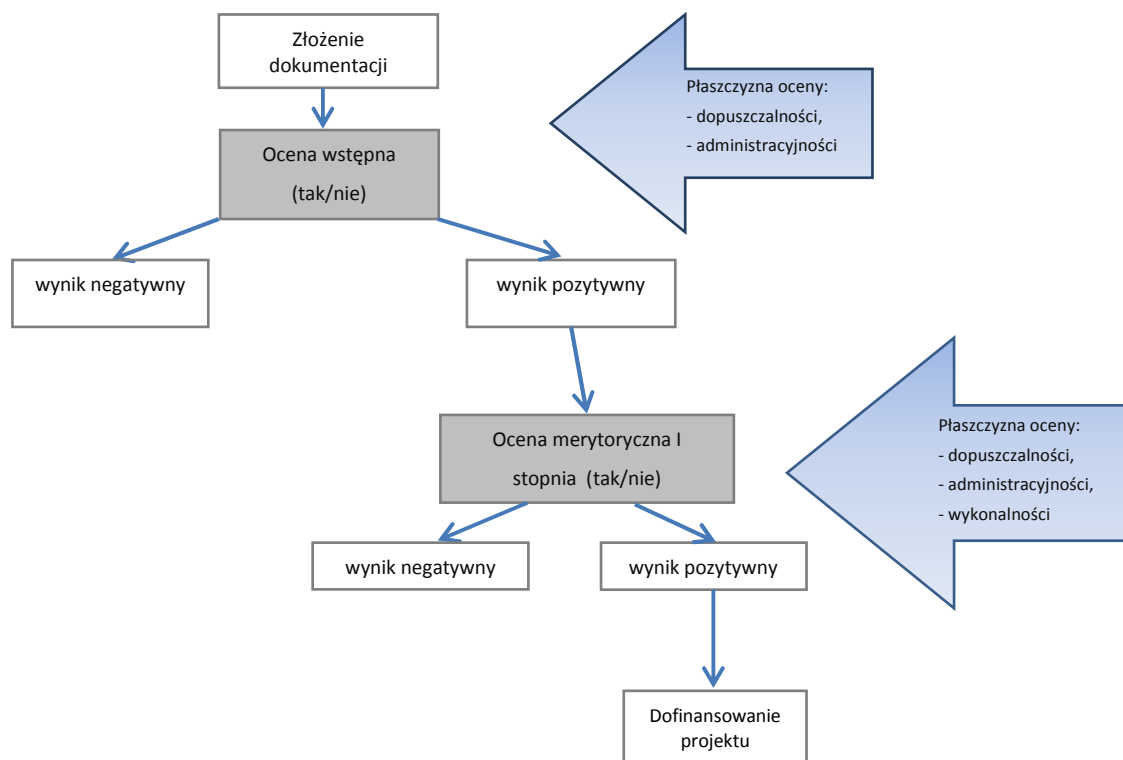 Złożenie
dokumentacji
Płaszczyzna oceny:
- dopuszczalności,
- administracyjności
Ocena wstępna
(tak/nie)
wynik negatywny
wynik pozytywny
Ocena merytoryczna I
stopnia (tak/nie)
Płaszczyzna oceny:
- dopuszczalności,
- administracyjności,
- wykonalności
wynik negatywny
wynik pozytywny
Dofinansowanie
projektu